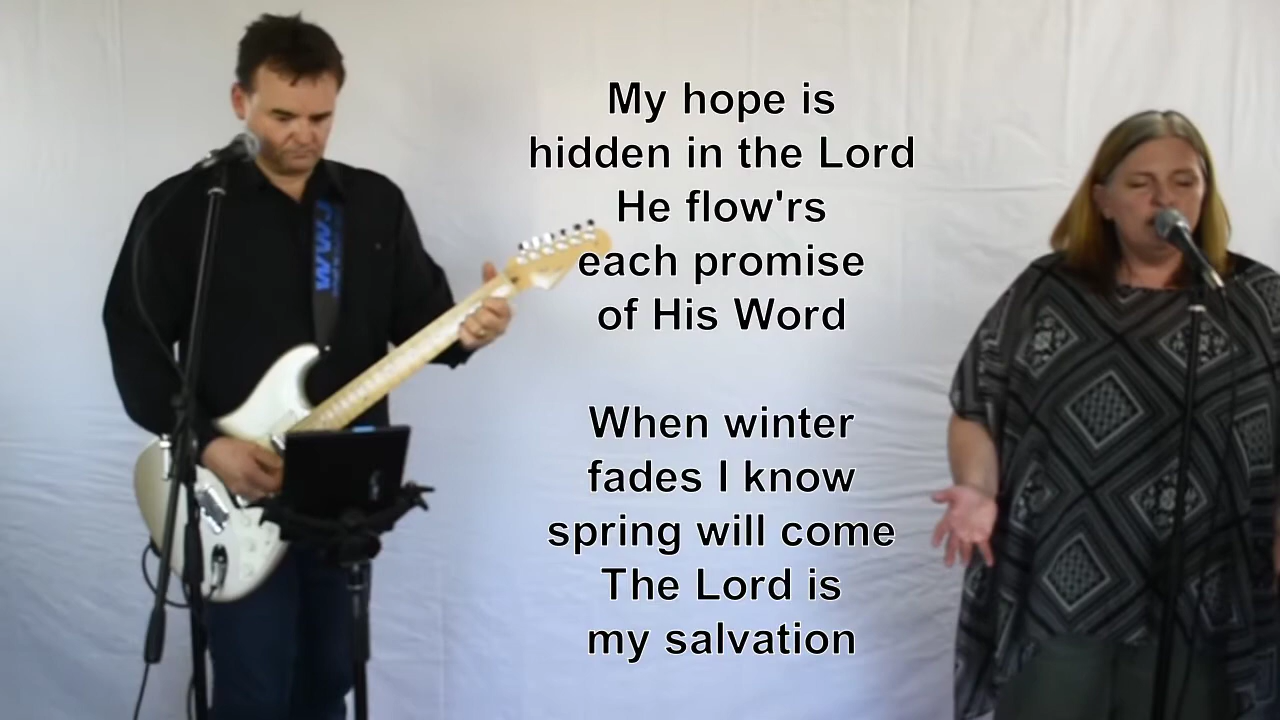 My hope is
hidden in the Lord
He flow'rs
each promise
of His Word
When winter
fades I know
spring will come
The Lord is
my salvation